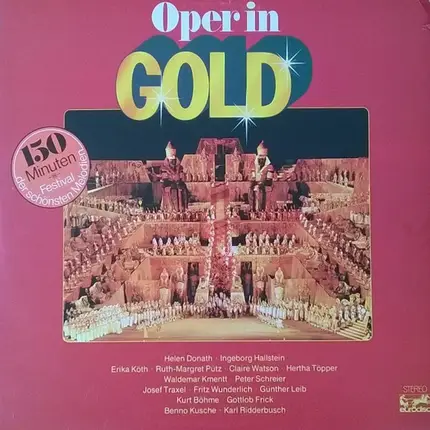 Oper in
GOLD
150
Minuten
Festival
der schönsten Melodien
Helen Donath · Ingeborg Hallstein
Erika Köth · Ruth-Margret Pütz · Claire Watson · Hertha Töpper
Waldemar Kmentt · Peter Schreier
Josef Traxel · Fritz Wunderlich · Günther Leib
Kurt Böhme · Gottlob Frick
Benno Kusche · Karl Ridderbusch
STEREO
eurodisc